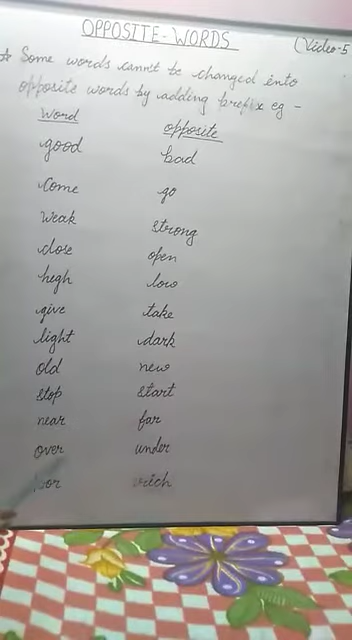 OPPOSITE-WORDS
(Video-5
☆ Some words cannot be changed into
opposite words by adding prefix eg -
Word opposite
good bad
Come go
Weak strong
close open
hegh low
give take
light dark
old new
stop start
near far
over under
rich